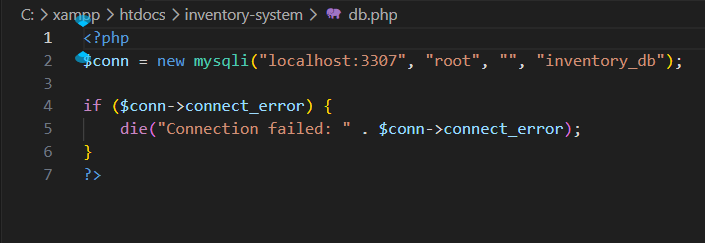 C: > xampp > htdocs > inventory-system > db.php
1 <?php
2 $conn = new mysqli("localhost:3307", "root", "", "inventory_db");
3
4 if ($conn->connect_error) {
5     die("Connection failed: " . $conn->connect_error);
6 }
7 ?>